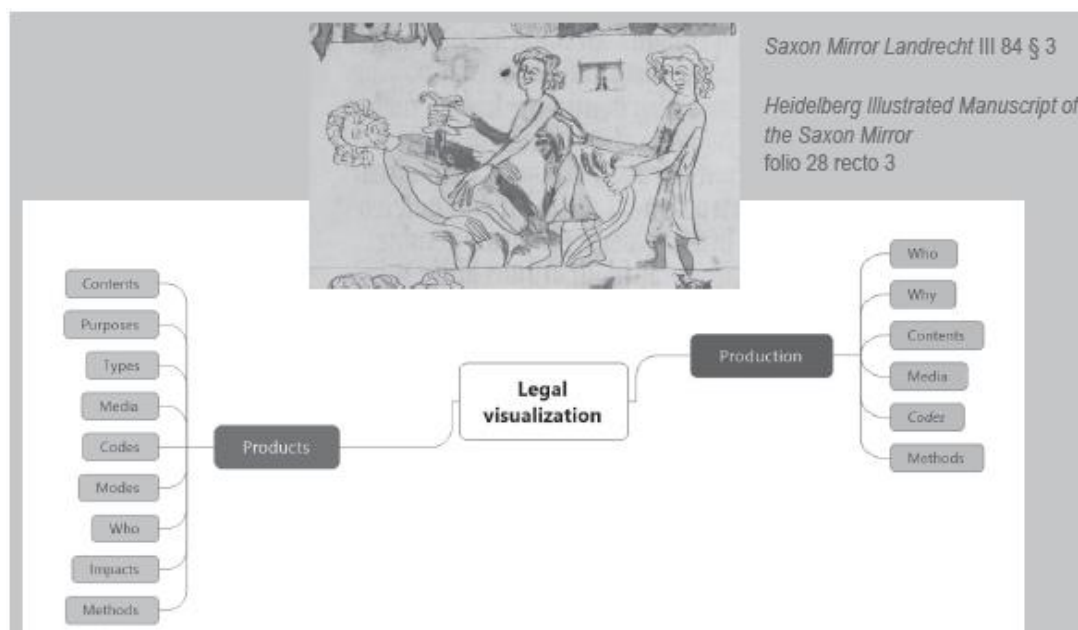 Saxon Mirror Landrecht III 84 § 3
Heidelberg Illustrated Manuscript of
the Saxon Mirror
folio 28 recto 3
Contents
Purposes
Types
Media
Codes
Modes
Who
Impacts
Methods
Products
Legal
visualization
Production
Who
Why
Contents
Media
Codes
Methods